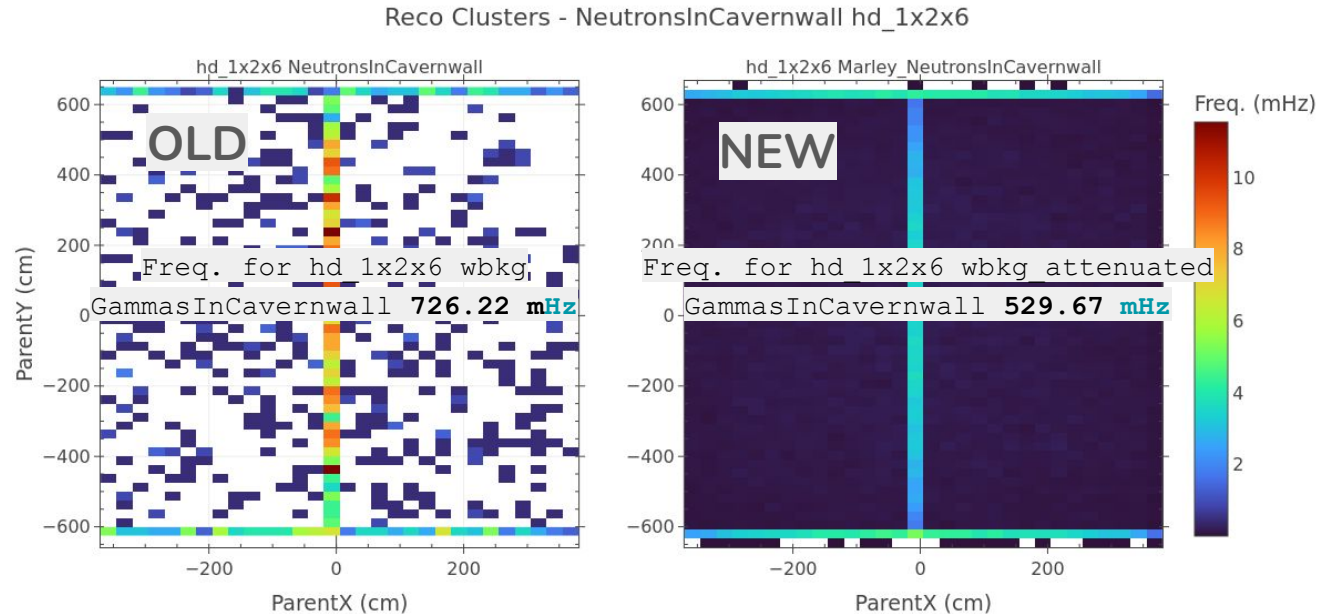 Reco Clusters - NeutronsInCavernwall hd_1x2x6
hd_1x2x6 NeutronsInCavernwall
OLD
ParentY (cm)
600
400
200
0
−200
−400
−600
Freq. for hd_1x2x6 wbkg
GammasInCavernwall 726.22 mHz
−200
0
200
ParentX (cm)
hd_1x2x6 Marley_NeutronsInCavernwall
NEW
600
400
200
0
−200
−400
−600
Freq. for hd_1x2x6 wbkg_attenuated
GammasInCavernwall 529.67 mHz
−200
0
200
ParentX (cm)
Freq. (mHz)
10
8
6
4
2